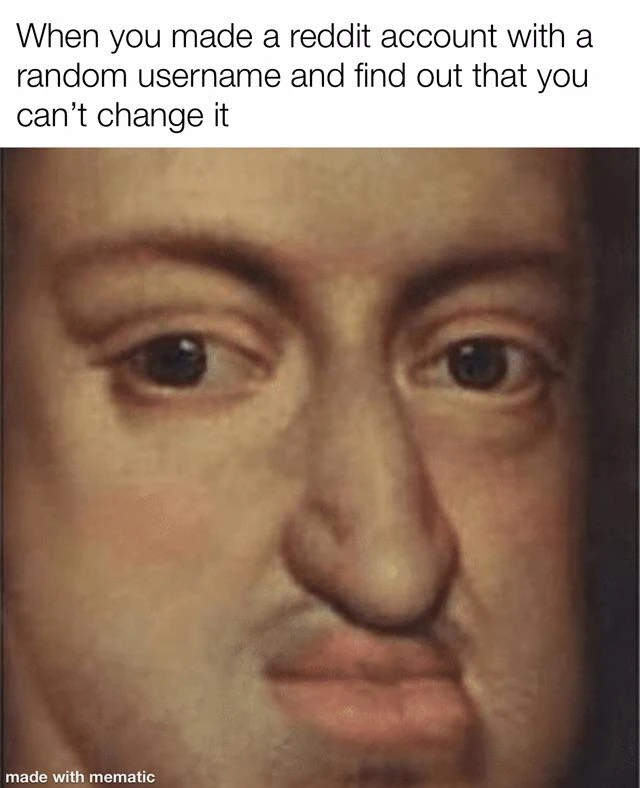 When you made a reddit account with a
random username and find out that you
can’t change it
made with mematic